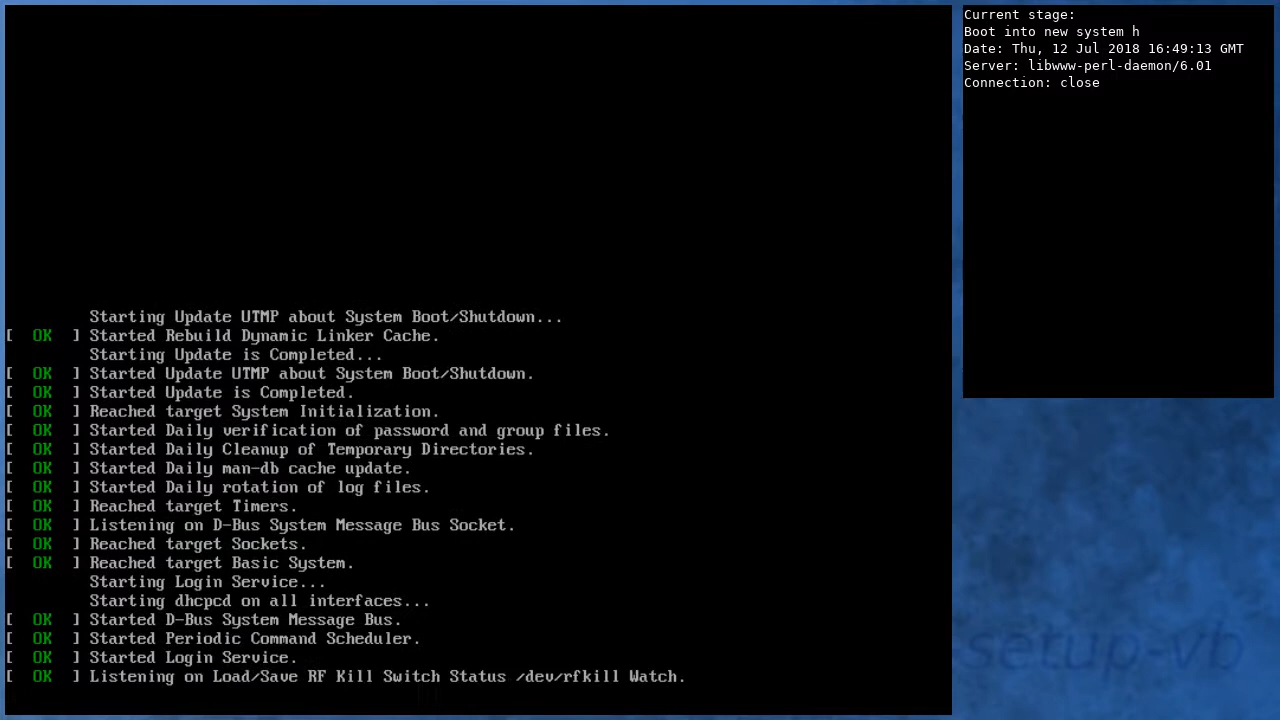 Starting Update UTMP about System Boot/Shutdown...
[  OK  ] Started Rebuild Dynamic Linker Cache.
Starting Update is Completed...
[  OK  ] Started Update UTMP about System Boot/Shutdown.
[  OK  ] Started Update is Completed.
[  OK  ] Reached target System Initialization.
[  OK  ] Started Daily verification of password and group files.
[  OK  ] Started Daily Cleanup of Temporary Directories.
[  OK  ] Started Daily man-db cache update.
[  OK  ] Started Daily rotation of log files.
[  OK  ] Reached target Timers.
[  OK  ] Listening on D-Bus System Message Bus Socket.
[  OK  ] Reached target Sockets.
[  OK  ] Reached target Basic System.
Starting Login Service...
Starting dhcpcd on all interfaces...
[  OK  ] Started D-Bus System Message Bus.
[  OK  ] Started Periodic Command Scheduler.
[  OK  ] Started Login Service.
[  OK  ] Listening on Load/Save RF Kill Switch Status /dev/rfkill Watch.
Current stage:
Boot into new system h
Date: Thu, 12 Jul 2018 16:49:13 GMT
Server: libwww-perl-daemon/6.01
Connection: close
setup-vb